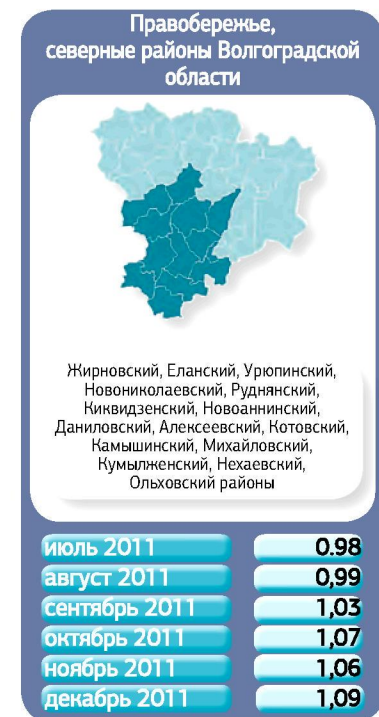 Правобережье,
северные районы Волгоградской
области
Жирновский, Еланский, Урюпинский,
Новониколаевский, Руднянский,
Киквидзенский, Новоаннинский,
Даниловский, Алексеевский, Котовский,
Камышинский, Михайловский,
Кумылженский, Нехаевский,
Ольховский районы
июль 2011 0.98
август 2011 0,99
сентябрь 2011 1,03
октябрь 2011 1,07
ноябрь 2011 1,06
декабрь 2011 1,09